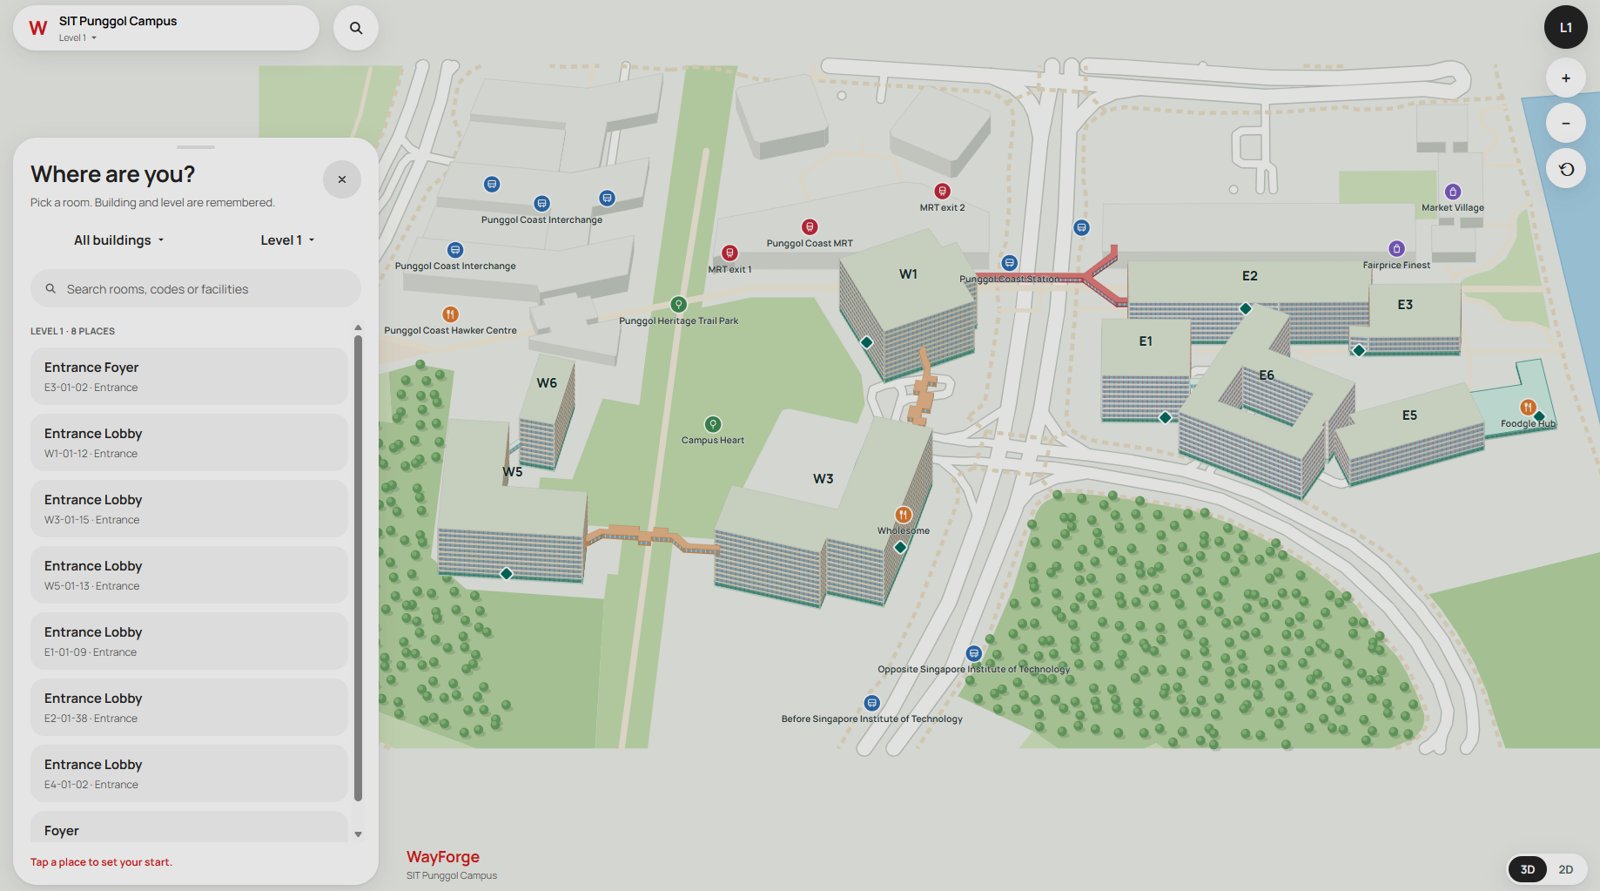 W
SIT Punggol Campus
Level 1
L1
+
−
Where are you?
Pick a room. Building and level are remembered.
All buildings
Level 1
Search rooms, codes or facilities
LEVEL 1 · 8 PLACES
Entrance Foyer
E3-01-02 · Entrance
Entrance Lobby
W1-01-12 · Entrance
Entrance Lobby
W3-01-15 · Entrance
Entrance Lobby
W5-01-13 · Entrance
Entrance Lobby
E1-01-09 · Entrance
Entrance Lobby
E2-01-38 · Entrance
Entrance Lobby
E4-01-02 · Entrance
Foyer
Tap a place to set your start.
Punggol Coast Interchange
Punggol Coast Interchange
Punggol Coast Hawker Centre
MRT exit 2
Punggol Coast MRT
MRT exit 1
Punggol Heritage Trail Park
Punggol Coast Station
Market Village
Fairprice Finest
W1
E2
E3
E1
E6
E5
Foodgle Hub
W6
W5
Campus Heart
W3
Wholesome
Opposite Singapore Institute of Technology
Before Singapore Institute of Technology
WayForge
SIT Punggol Campus
3D
2D